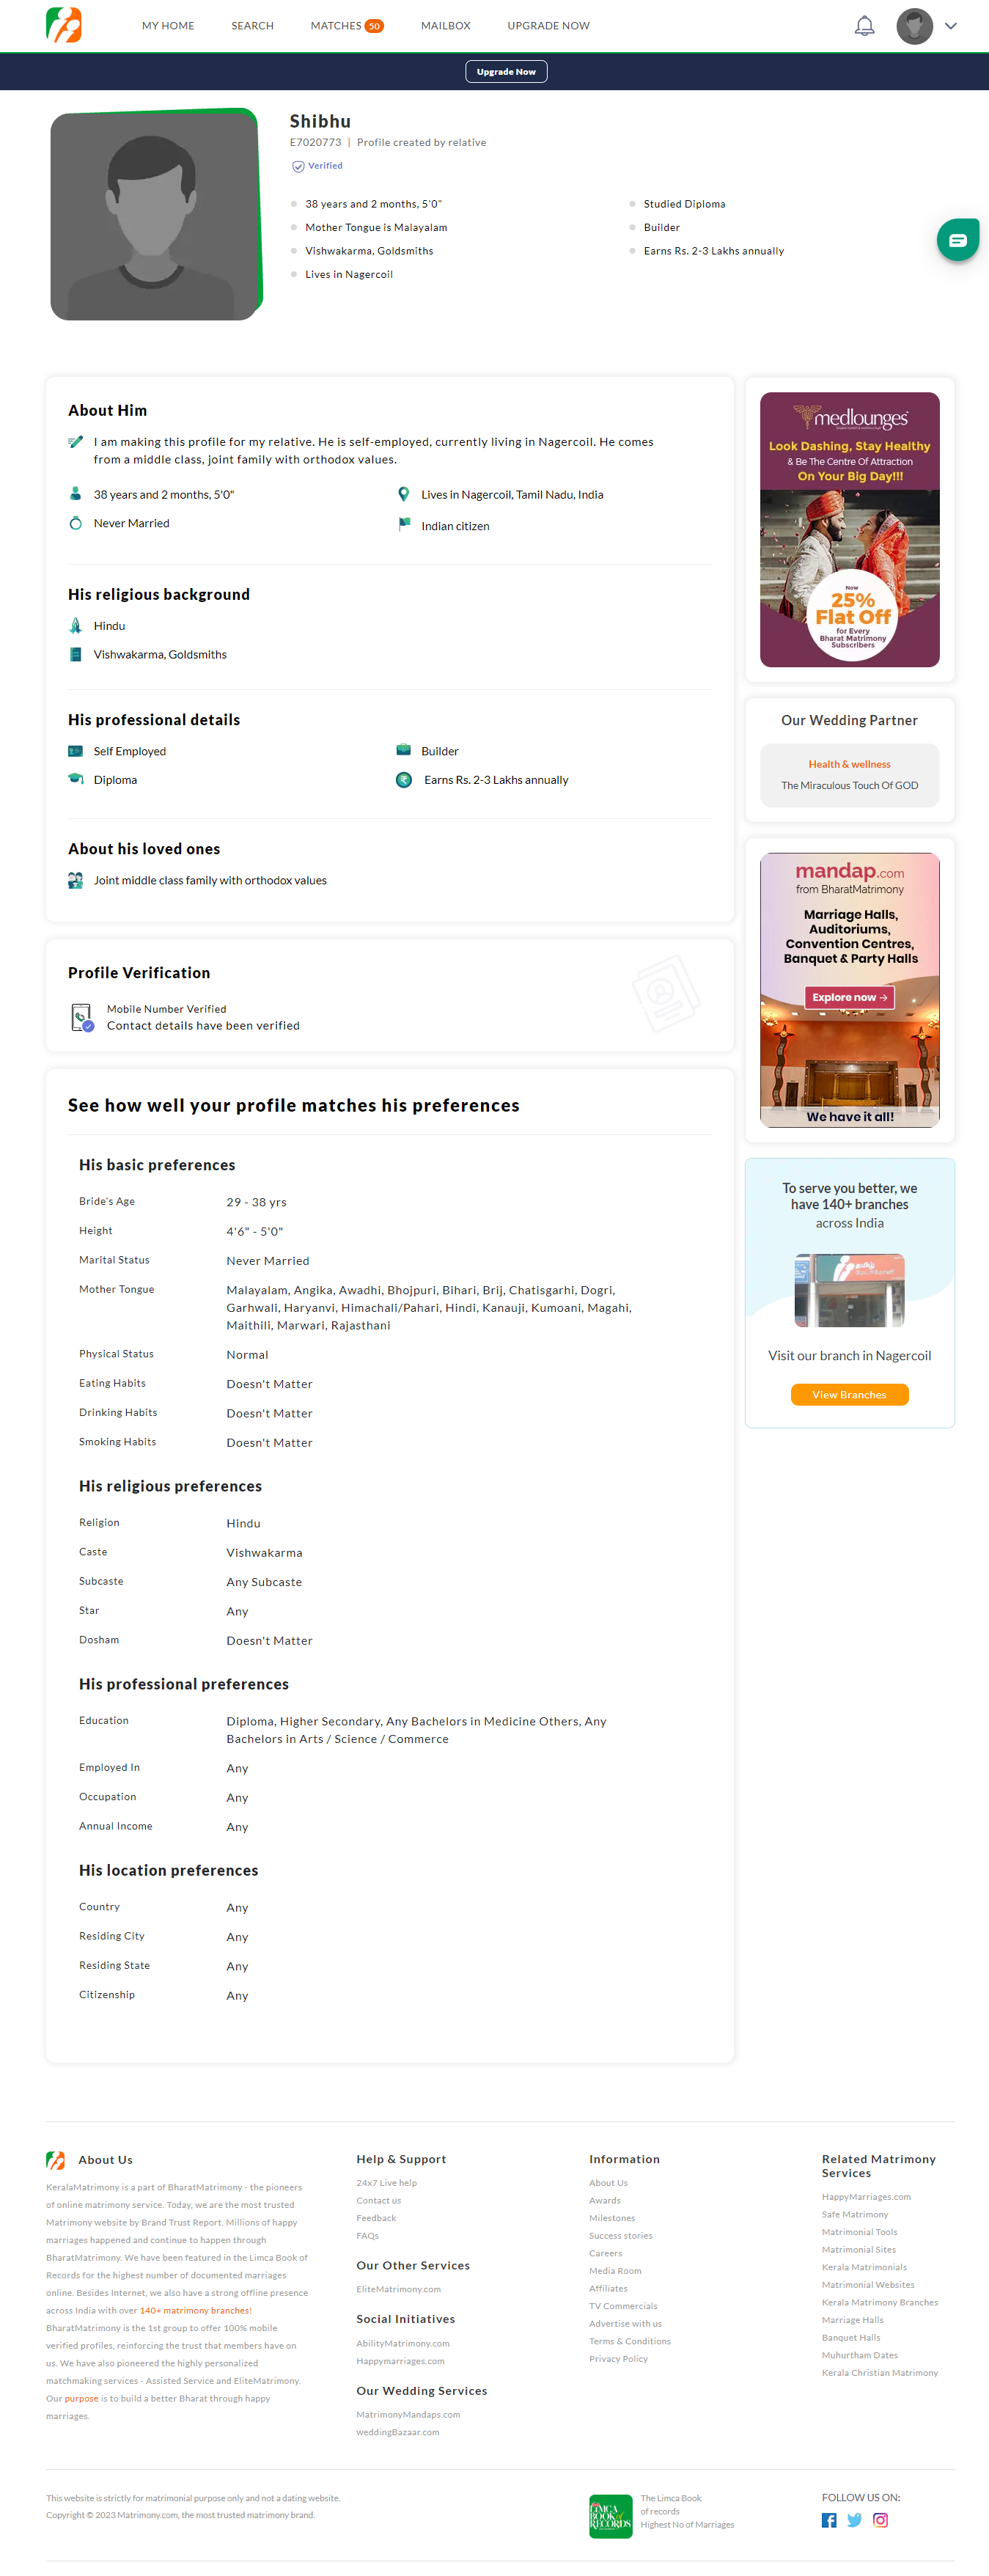 MY HOME SEARCH MATCHES 50 MAILBOX UPGRADE NOW
Upgrade Now
Shibhu
E7020773 | Profile created by relative
Verified
38 years and 2 months, 5'0"
Mother Tongue is Malayalam
Vishwakarma, Goldsmiths
Lives in Nagercoil
Studied Diploma
Builder
Earns Rs. 2-3 Lakhs annually
About Him
I am making this profile for my relative. He is self-employed, currently living in Nagercoil. He comes
from a middle class, joint family with orthodox values.
38 years and 2 months, 5'0"
Lives in Nagercoil, Tamil Nadu, India
Never Married
Indian citizen
His religious background
Hindu
Vishwakarma, Goldsmiths
His professional details
Self Employed
Builder
Diploma
Earns Rs. 2-3 Lakhs annually
About his loved ones
Joint middle class family with orthodox values
Profile Verification
Mobile Number Verified
Contact details have been verified
See how well your profile matches his preferences
His basic preferences
Bride's Age 29 - 38 yrs
Height 4'6" - 5'0"
Marital Status Never Married
Mother Tongue Malayalam, Angika, Awadhi, Bhojpuri, Bihari, Brij, Chatisgarhi, Dogri,
Garhwali, Haryanvi, Himachali/Pahari, Hindi, Kanauji, Kumoani, Magahi,
Maithili, Marwari, Rajasthani
Physical Status Normal
Eating Habits Doesn't Matter
Drinking Habits Doesn't Matter
Smoking Habits Doesn't Matter
His religious preferences
Religion Hindu
Caste Vishwakarma
Subcaste Any Subcaste
Star Any
Dosham Doesn't Matter
His professional preferences
Education Diploma, Higher Secondary, Any Bachelors in Medicine Others, Any
Bachelors in Arts / Science / Commerce
Employed In Any
Occupation Any
Annual Income Any
His location preferences
Country Any
Residing City Any
Residing State Any
Citizenship Any
medlounges
Look Dashing, Stay Healthy
& Be The Centre Of Attraction
On Your Big Day!!!
Now
25%
Flat Off
for Every
Bharat Matrimony
Subscribers
Our Wedding Partner
Health & wellness
The Miraculous Touch Of GOD
mandap.com
from BharatMatrimony
Marriage Halls,
Auditoriums,
Convention Centres,
Banquet & Party Halls
Explore now →
We have it all!
To serve you better, we
have 140+ branches
across India
Visit our branch in Nagercoil
View Branches
About Us
KeralaMatrimony is a part of BharatMatrimony - the pioneers
of online matrimony service. Today, we are the most trusted
Matrimony website by Brand Trust Report. Millions of happy
marriages happened and continue to happen through
BharatMatrimony. We have been featured in the Limca Book of
Records for the highest number of documented marriages
online. Besides Internet, we also have a strong offline presence
across India with over 140+ matrimony branches!
BharatMatrimony is the 1st group to offer 100% mobile
verified profiles, reinforcing the trust that members have on
us. We have also pioneered the highly personalized
matchmaking services - Assisted Service and EliteMatrimony.
Our purpose is to build a better Bharat through happy
marriages.
Help & Support
24x7 Live help
Contact us
Feedback
FAQs
Our Other Services
EliteMatrimony.com
Social Initiatives
AbilityMatrimony.com
Happymarriages.com
Our Wedding Services
MatrimonyMandaps.com
weddingBazaar.com
Information
About Us
Awards
Milestones
Success stories
Careers
Media Room
Affiliates
TV Commercials
Advertise with us
Terms & Conditions
Privacy Policy
Related Matrimony
Services
HappyMarriages.com
Safe Matrimony
Matrimonial Tools
Matrimonial Sites
Kerala Matrimonials
Matrimonial Websites
Kerala Matrimony Branches
Marriage Halls
Banquet Halls
Muhurtham Dates
Kerala Christian Matrimony
This website is strictly for matrimonial purpose only and not a dating website.
Copyright © 2023 Matrimony.com, the most trusted matrimony brand.
LIMCA
BOOK of
RECORDS
The Limca Book
of records
Highest No of Marriages
FOLLOW US ON: